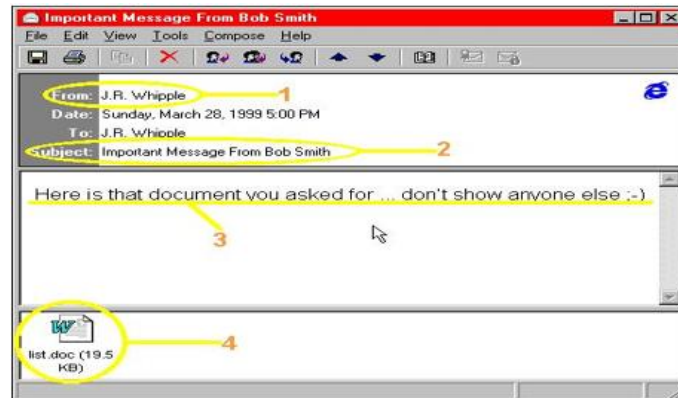 Important Message From Bob Smith
File Edit View Tools Compose Help
From: J.R. Whipple 1
Date: Sunday, March 28, 1999 5:00 PM
To: J.R. Whipple
Subject: Important Message From Bob Smith 2
Here is that document you asked for ... don't show anyone else ;-)
3
W
list.doc (19.5 4
KB)